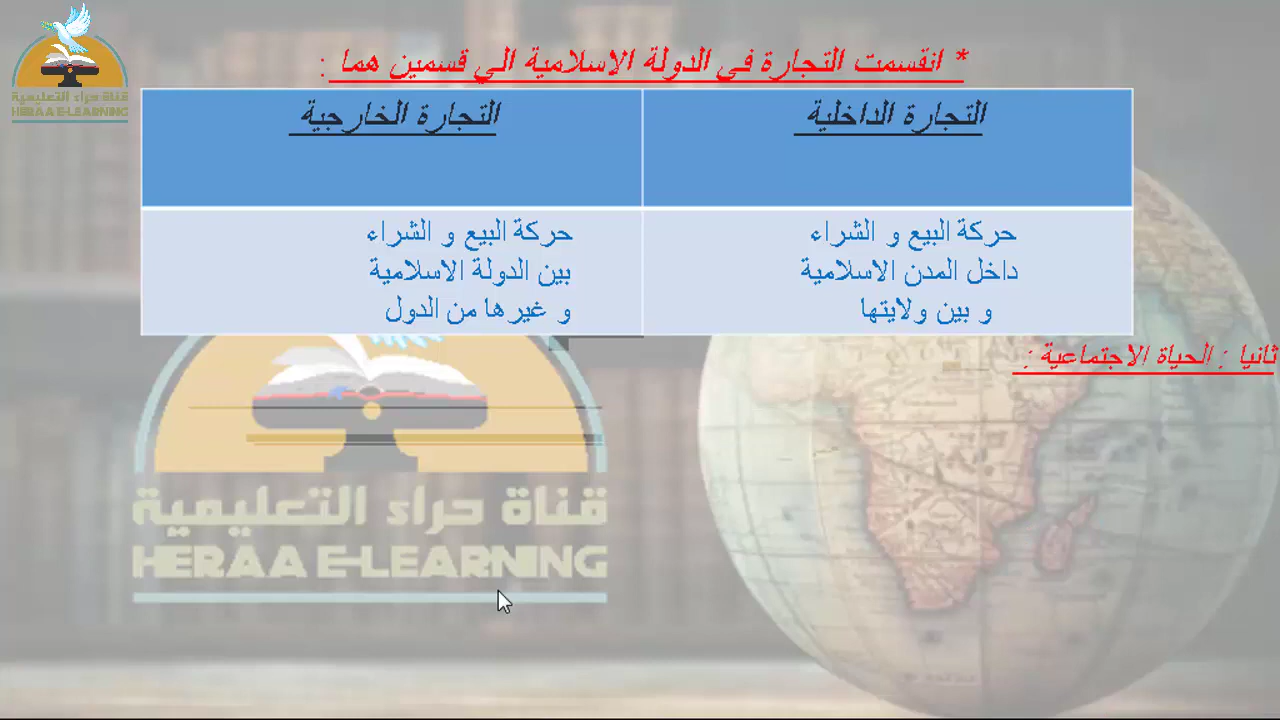 قناة حراء التعليمية
HERAA E-LEARNING
* انقسمت التجارة في الدولة الاسلامية الي قسمين هما :
التجارة الداخلية
التجارة الخارجية
حركة البيع و الشراء
داخل المدن الاسلامية
و بين ولايتها
حركة البيع و الشراء
بين الدولة الاسلامية
و غيرها من الدول
ثانيا : الحياة الاجتماعية :
قناة حراء التعليمية
HERAA E-LEARNING